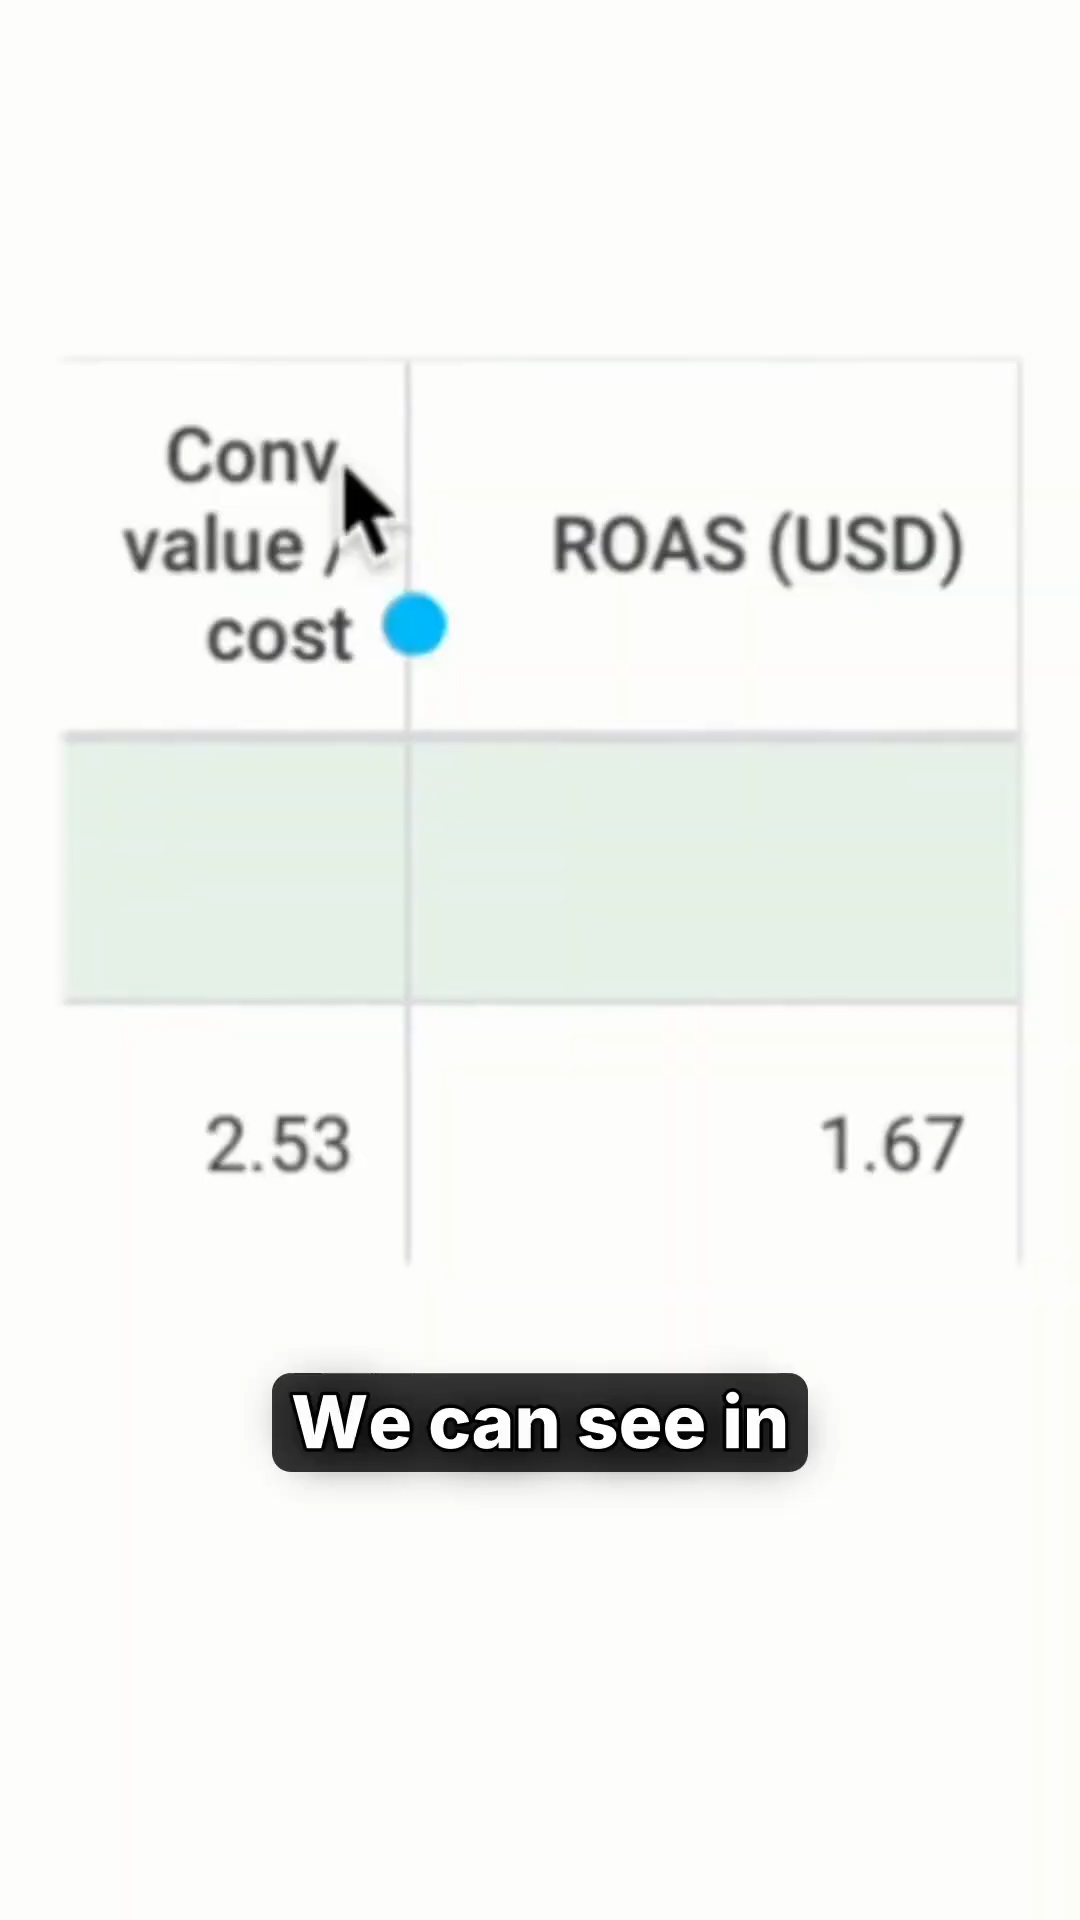 Conv
value /
cost
ROAS (USD)
2.53
1.67
We can see in